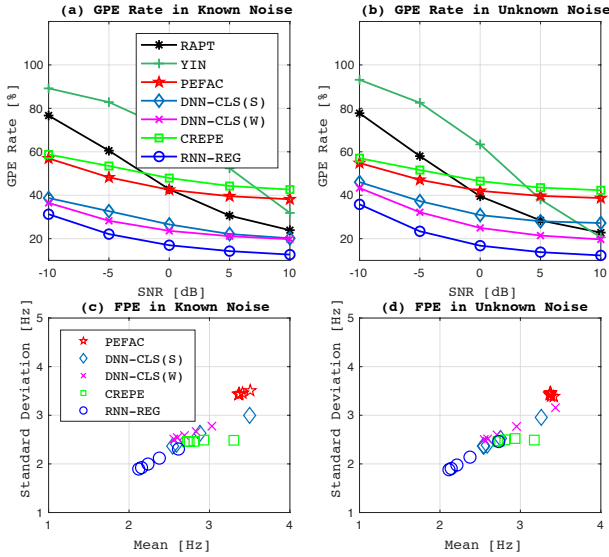 (a) GPE Rate in Known Noise
GPE Rate [%]
100
80
60
40
20
-10
-5
0
5
10
SNR [dB]
RAPT
YIN
PEFAC
DNN-CLS(S)
DNN-CLS(W)
CREPE
RNN-REG
(b) GPE Rate in Unknown Noise
GPE Rate [%]
100
80
60
40
20
-10
-5
0
5
10
SNR [dB]
(c) FPE in Known Noise
Standard Deviation [Hz]
5
4
3
2
1
1
2
3
4
Mean [Hz]
PEFAC
DNN-CLS(S)
DNN-CLS(W)
CREPE
RNN-REG
(d) FPE in Unknown Noise
Standard Deviation [Hz]
5
4
3
2
1
1
2
3
4
Mean [Hz]